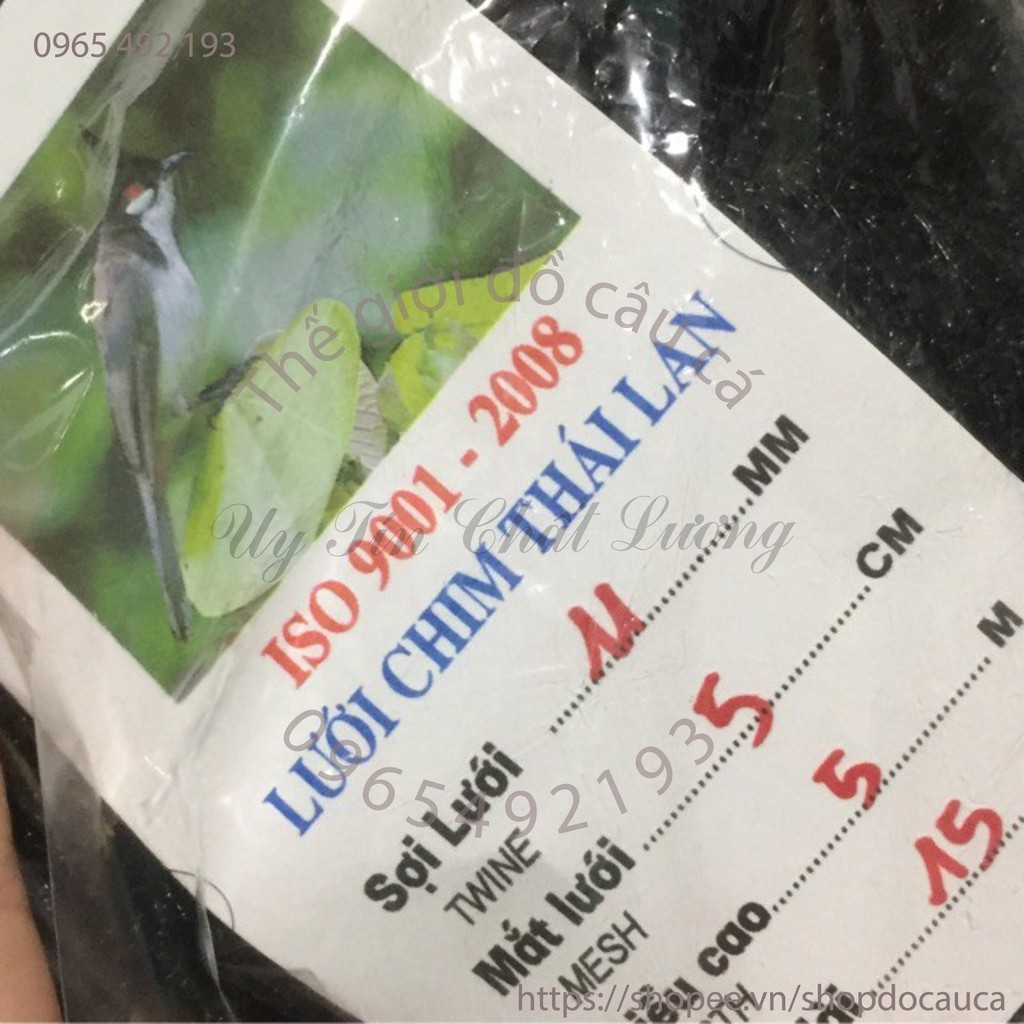 0965 492 193
Thế giới đồ câu cá
ISO 9001 - 2008
LƯỚI CHIM THÁI LAN
Uy Tín Chất Lượng
Sợi Lưới 11 MM
TWINE
Mắt lưới 5 CM
MESH
cao 5 M
15
0965492193
https://shopee.vn/shopdocauca